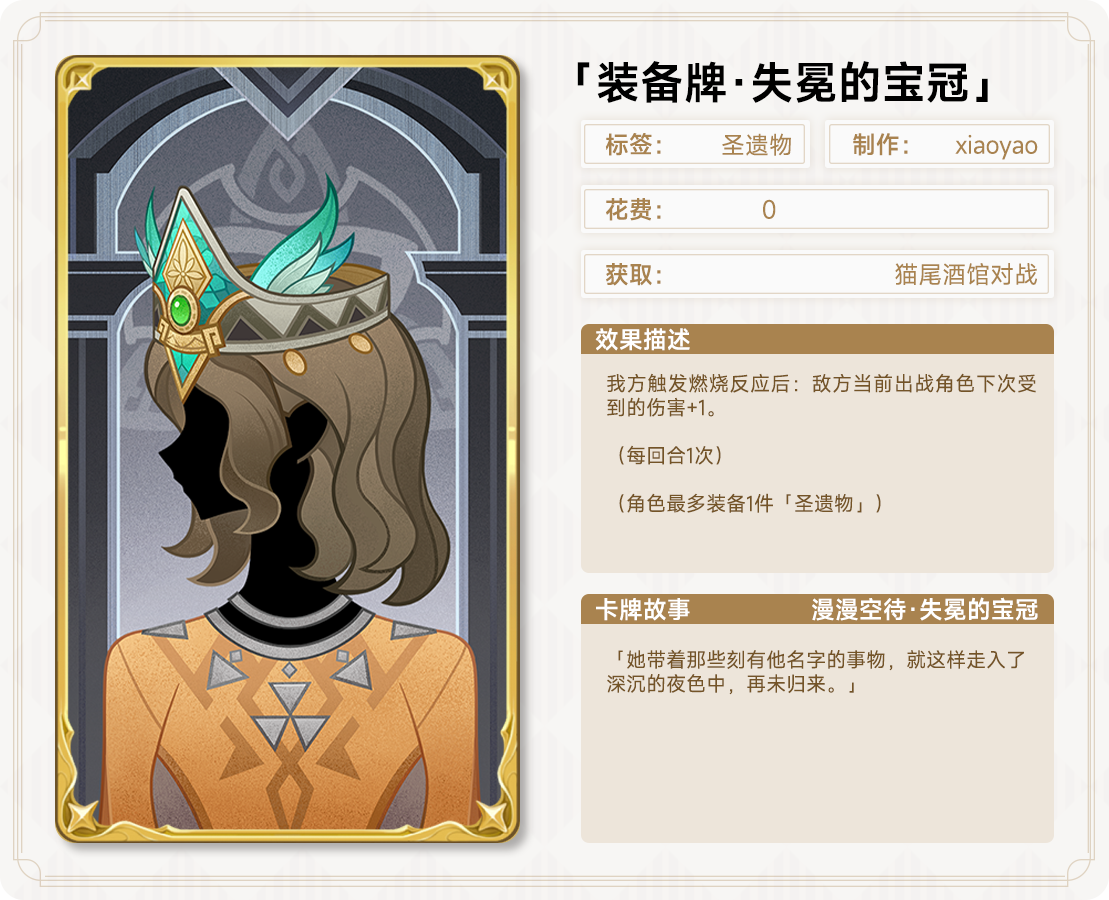 「装备牌·失冕的宝冠」
标签： 圣遗物
制作： xiaoyao
花费： 0
获取： 猫尾酒馆对战
效果描述
我方触发燃烧反应后：敌方当前出战角色下次受
到的伤害+1。
（每回合1次）
（角色最多装备1件「圣遗物」）
卡牌故事 漫漫空待·失冕的宝冠
「她带着那些刻有他名字的事物，就这样走入了
深沉的夜色中，再未归来。」